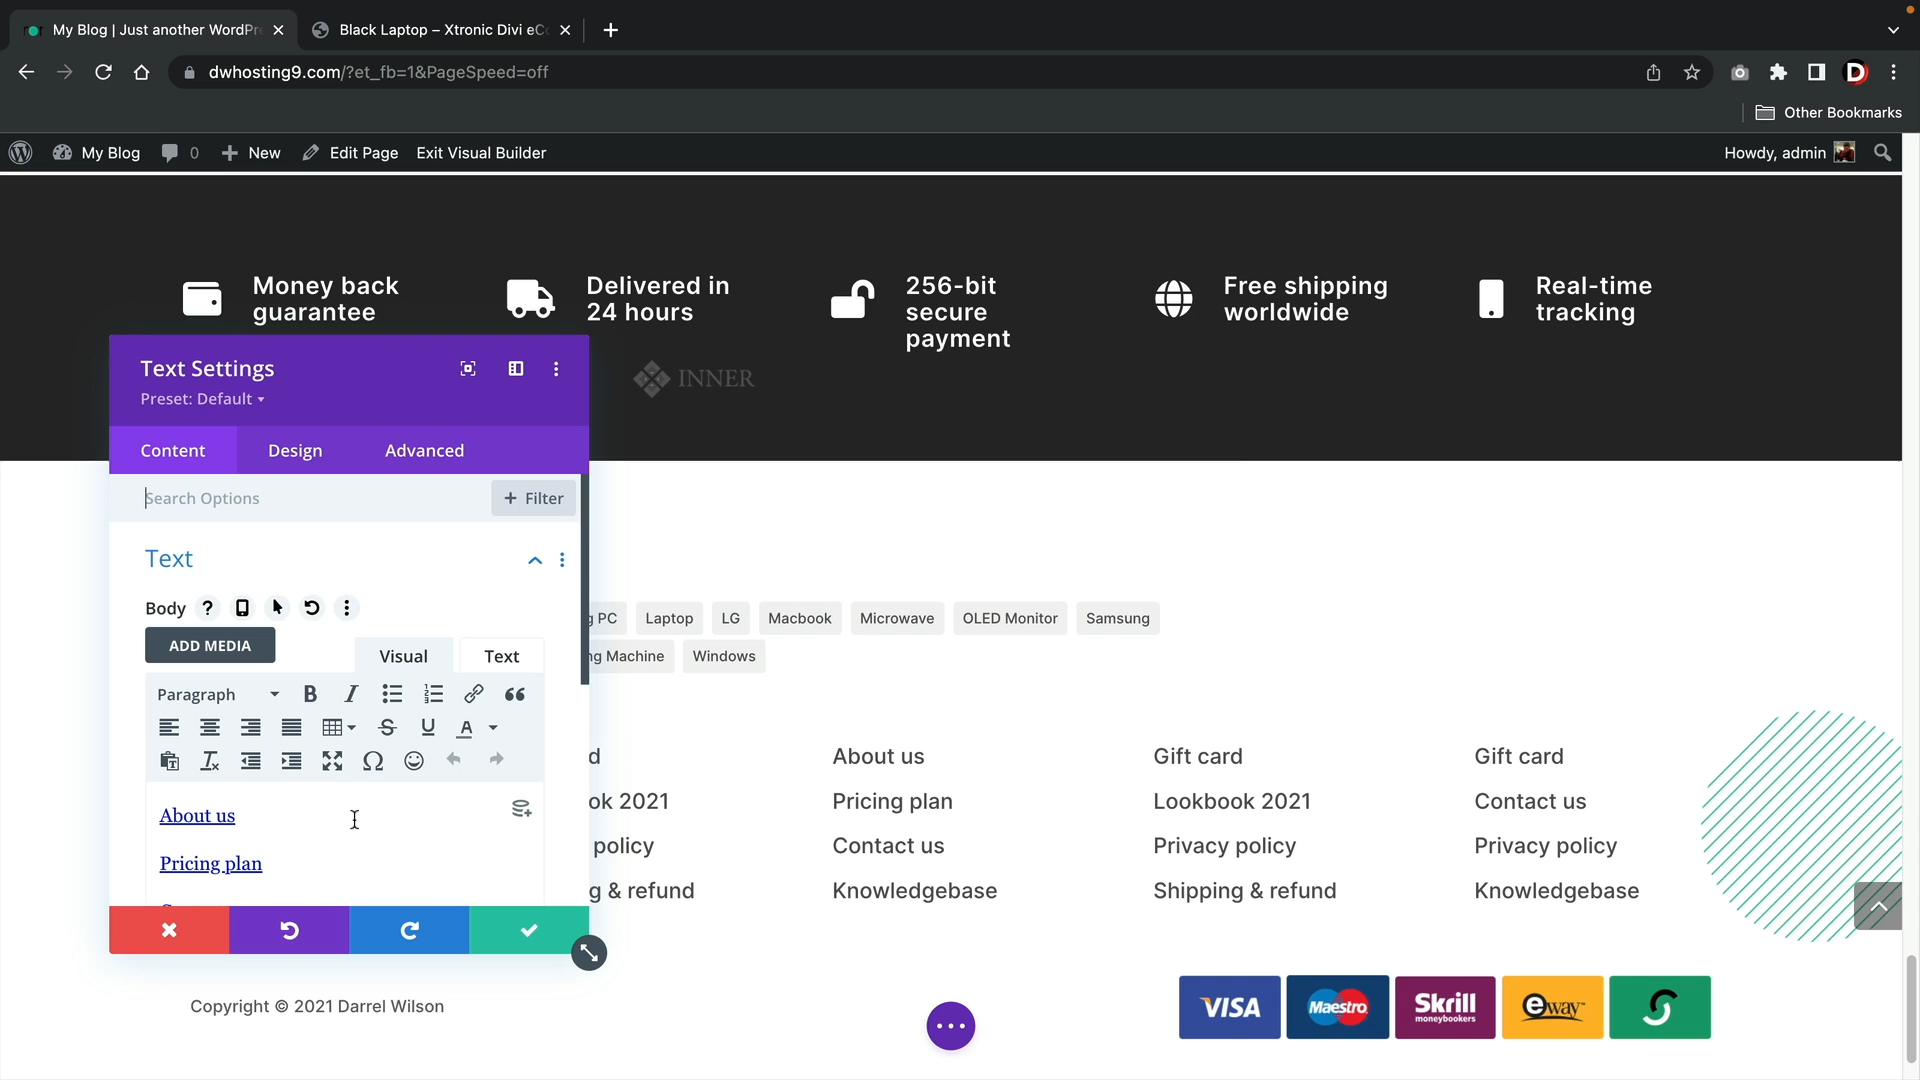 My Blog | Just another WordPr
Black Laptop – Xtronic Divi eCo
dwhosting9.com/?et_fb=1&PageSpeed=off
Other Bookmarks
My Blog 0 New Edit Page Exit Visual Builder Howdy, admin
Money back
guarantee
Delivered in
24 hours
256-bit
secure
payment
Free shipping
worldwide
Real-time
tracking
INNER
Text Settings
Preset: Default
Content Design Advanced
Search Options + Filter
Text
Body ?
ADD MEDIA
Visual Text
Paragraph
About us
Pricing plan
g PC Laptop LG Macbook Microwave OLED Monitor Samsung
ng Machine Windows
d
ok 2021
policy
g & refund
About us
Pricing plan
Contact us
Knowledgebase
Gift card
Lookbook 2021
Privacy policy
Shipping & refund
Gift card
Contact us
Privacy policy
Knowledgebase
Copyright © 2021 Darrel Wilson
VISA
Maestro
Skrill
moneybookers
eway